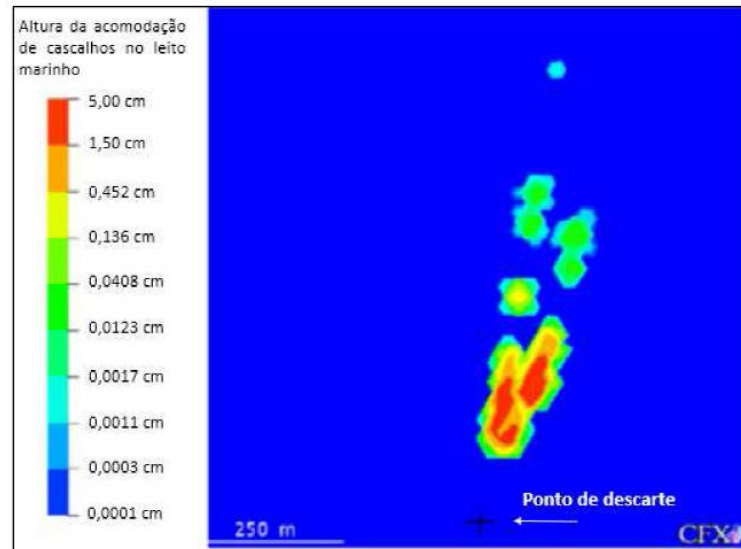 Altura da acomodação
de cascalhos no leito
marinho
5,00 cm
1,50 cm
0,452 cm
0,136 cm
0,0408 cm
0,0123 cm
0,0017 cm
0,0011 cm
0,0003 cm
0,0001 cm
Ponto de descarte
250 m
CFX